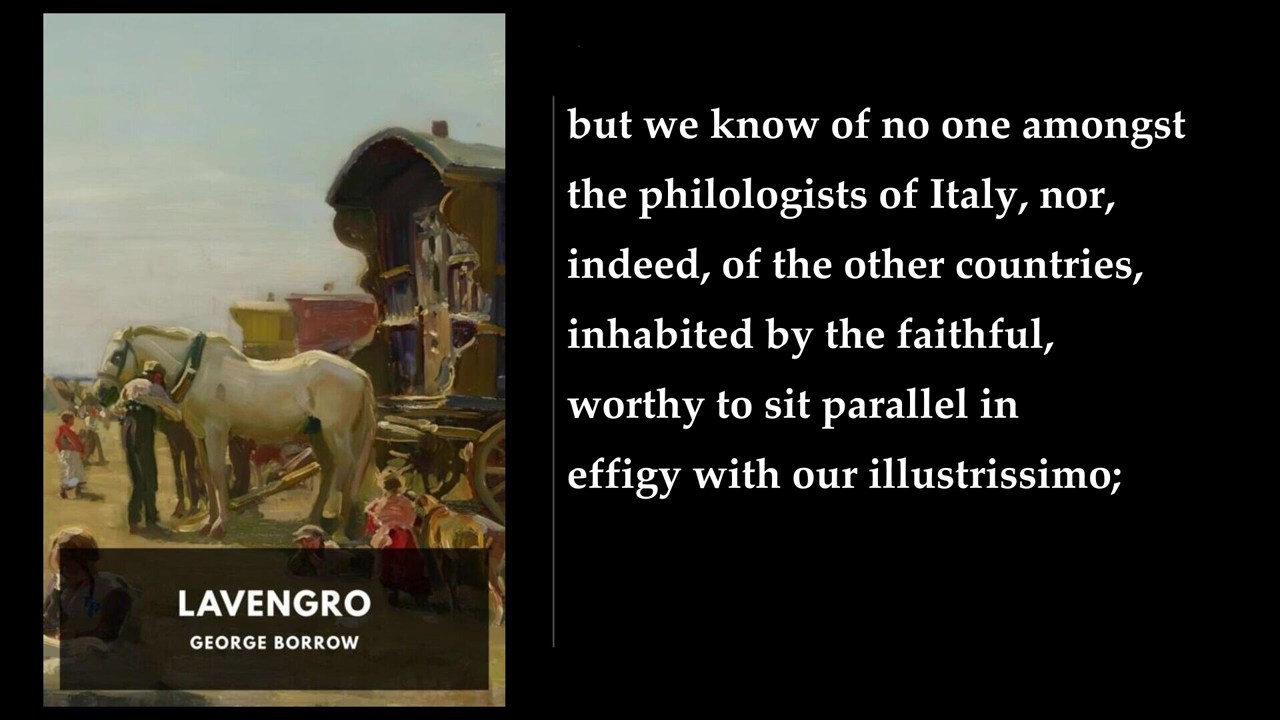 but we know of no one amongst
the philologists of Italy, nor,
indeed, of the other countries,
inhabited by the faithful,
worthy to sit parallel in
effigy with our illustrissimo;
LAVENGRO
GEORGE BORROW